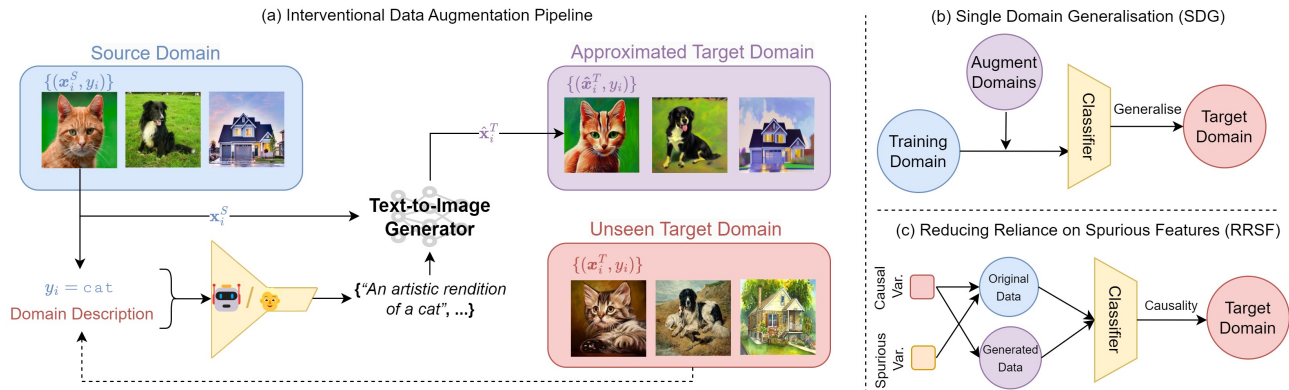 (a) Interventional Data Augmentation Pipeline
Source Domain
{(x_i^S, y_i)}
Approximated Target Domain
{(x̂_i^T, y_i)}
x̂_i^T
x_i^S
Text-to-Image
Generator
y_i = cat
Domain Description
/
{“An artistic rendition
of a cat”, ...}
Unseen Target Domain
{(x_i^T, y_i)}
(b) Single Domain Generalisation (SDG)
Augment
Domains
Training
Domain
Classifier
Generalise
Target
Domain
(c) Reducing Reliance on Spurious Features (RRSF)
Causal
Var.
Spurious
Var.
Original
Data
Generated
Data
Classifier
Causality
Target
Domain